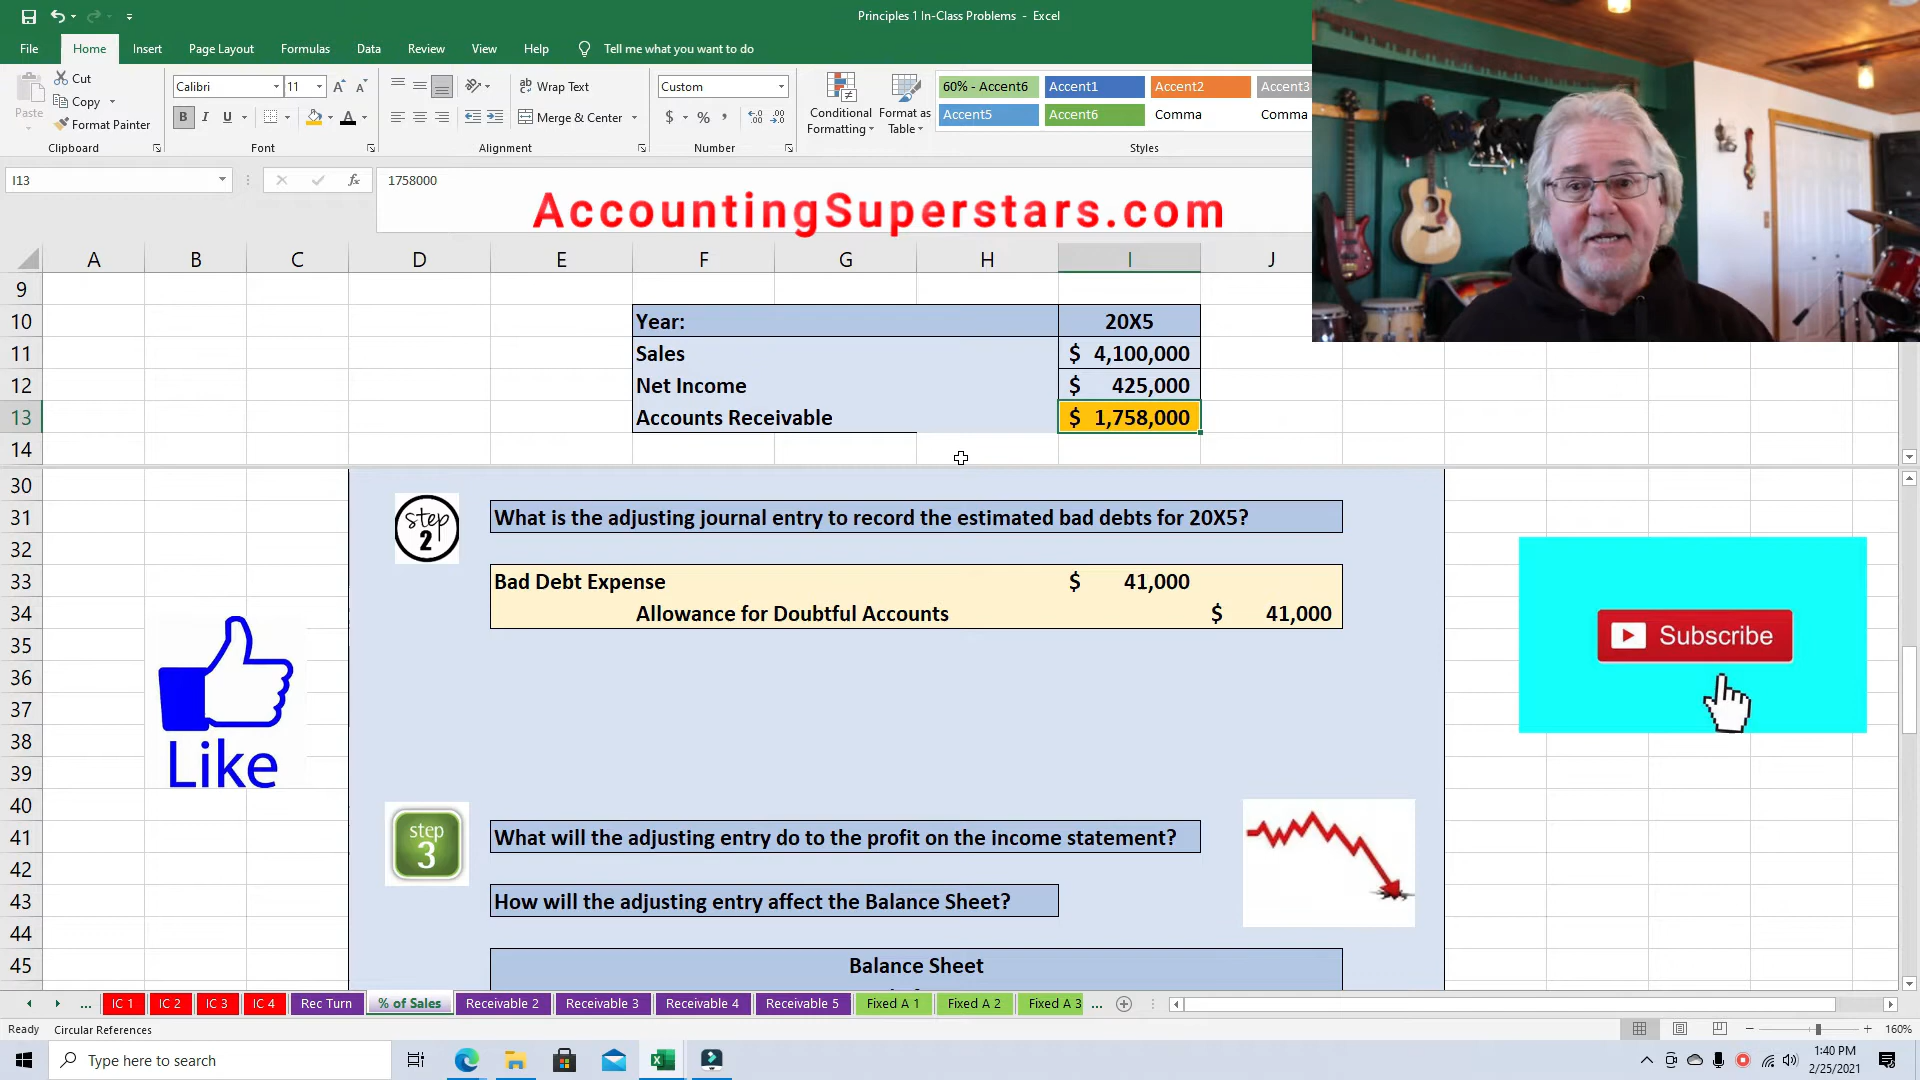 Principles 1 In-Class Problems - Excel
File Home Insert Page Layout Formulas Data Review View Help Tell me what you want to do
Paste
Cut
Copy
Format Painter
Clipboard
Calibri 11
B I U
Font
Wrap Text
Merge & Center
Alignment
Custom
$ % ,
Number
Conditional Formatting
Format as Table
60% - Accent6 Accent1 Accent2 Accent3
Accent5 Accent6 Comma Comma
Styles
I13 fx 1758000
AccountingSuperstars.com
A B C D E F G H I J
9
10 Year: 20X5
11 Sales $ 4,100,000
12 Net Income $ 425,000
13 Accounts Receivable $ 1,758,000
14
30
31 step 2 What is the adjusting journal entry to record the estimated bad debts for 20X5?
32
33 Bad Debt Expense $ 41,000
34 Allowance for Doubtful Accounts $ 41,000
35 Subscribe
36
37
38
39 Like
40
41 step 3 What will the adjusting entry do to the profit on the income statement?
42
43 How will the adjusting entry affect the Balance Sheet?
44
45 Balance Sheet
... IC 1 IC 2 IC 3 IC 4 Rec Turn % of Sales Receivable 2 Receivable 3 Receivable 4 Receivable 5 Fixed A 1 Fixed A 2 Fixed A 3 ...
Ready Circular References 160%
Type here to search
1:40 PM
2/25/2021